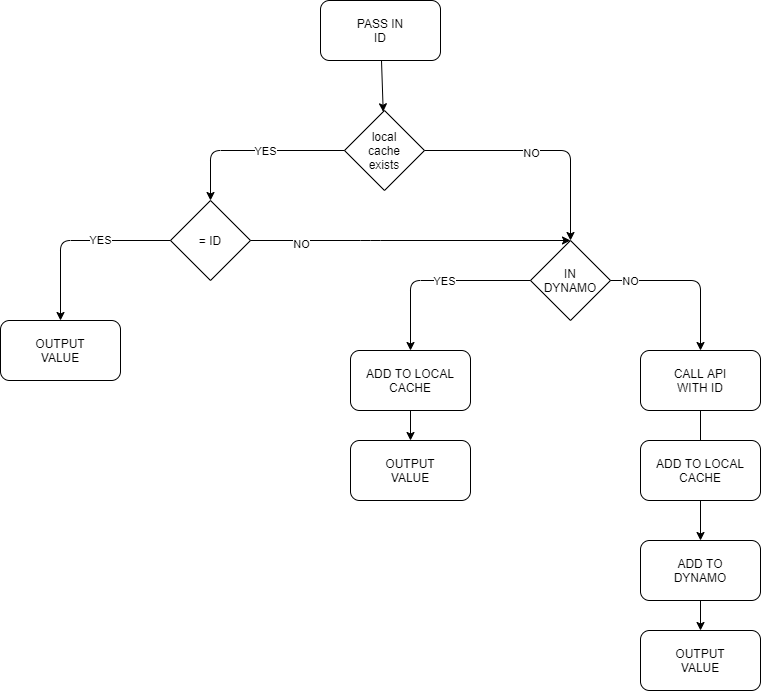 PASS IN
ID
local
cache
exists
YES
NO
= ID
YES
NO
IN
DYNAMO
YES
NO
OUTPUT
VALUE
ADD TO LOCAL
CACHE
CALL API
WITH ID
OUTPUT
VALUE
ADD TO LOCAL
CACHE
ADD TO
DYNAMO
OUTPUT
VALUE